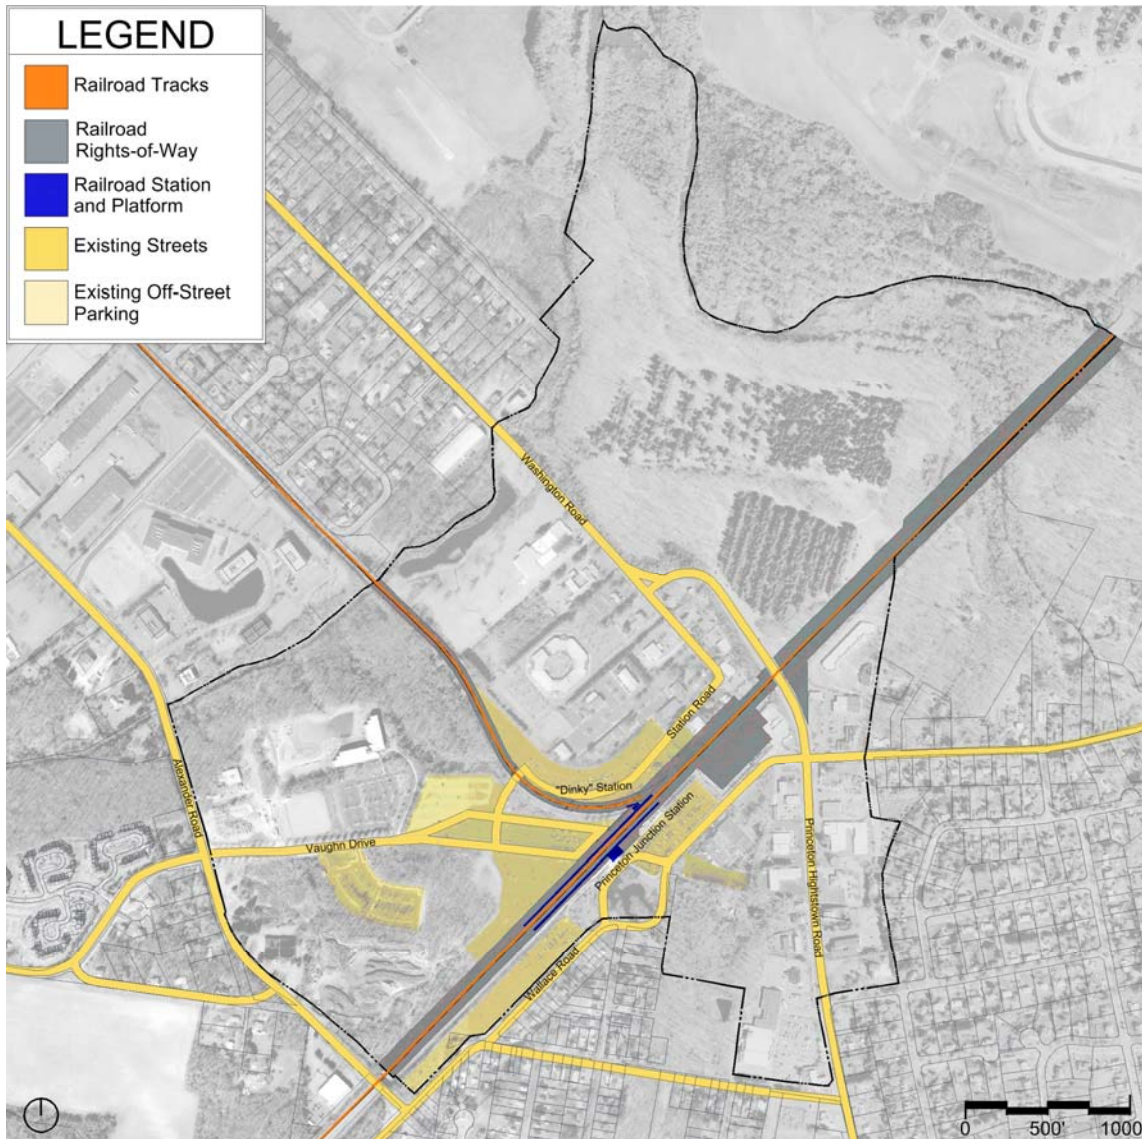 LEGEND
Railroad Tracks
Railroad
Rights-of-Way
Railroad Station
and Platform
Existing Streets
Existing Off-Street
Parking
Washington Road
Station Road
"Dinky" Station
Princeton Junction Station
Alexander Road
Vaughn Drive
Princeton Hightstown Road
Wallace Road
0 500' 1000